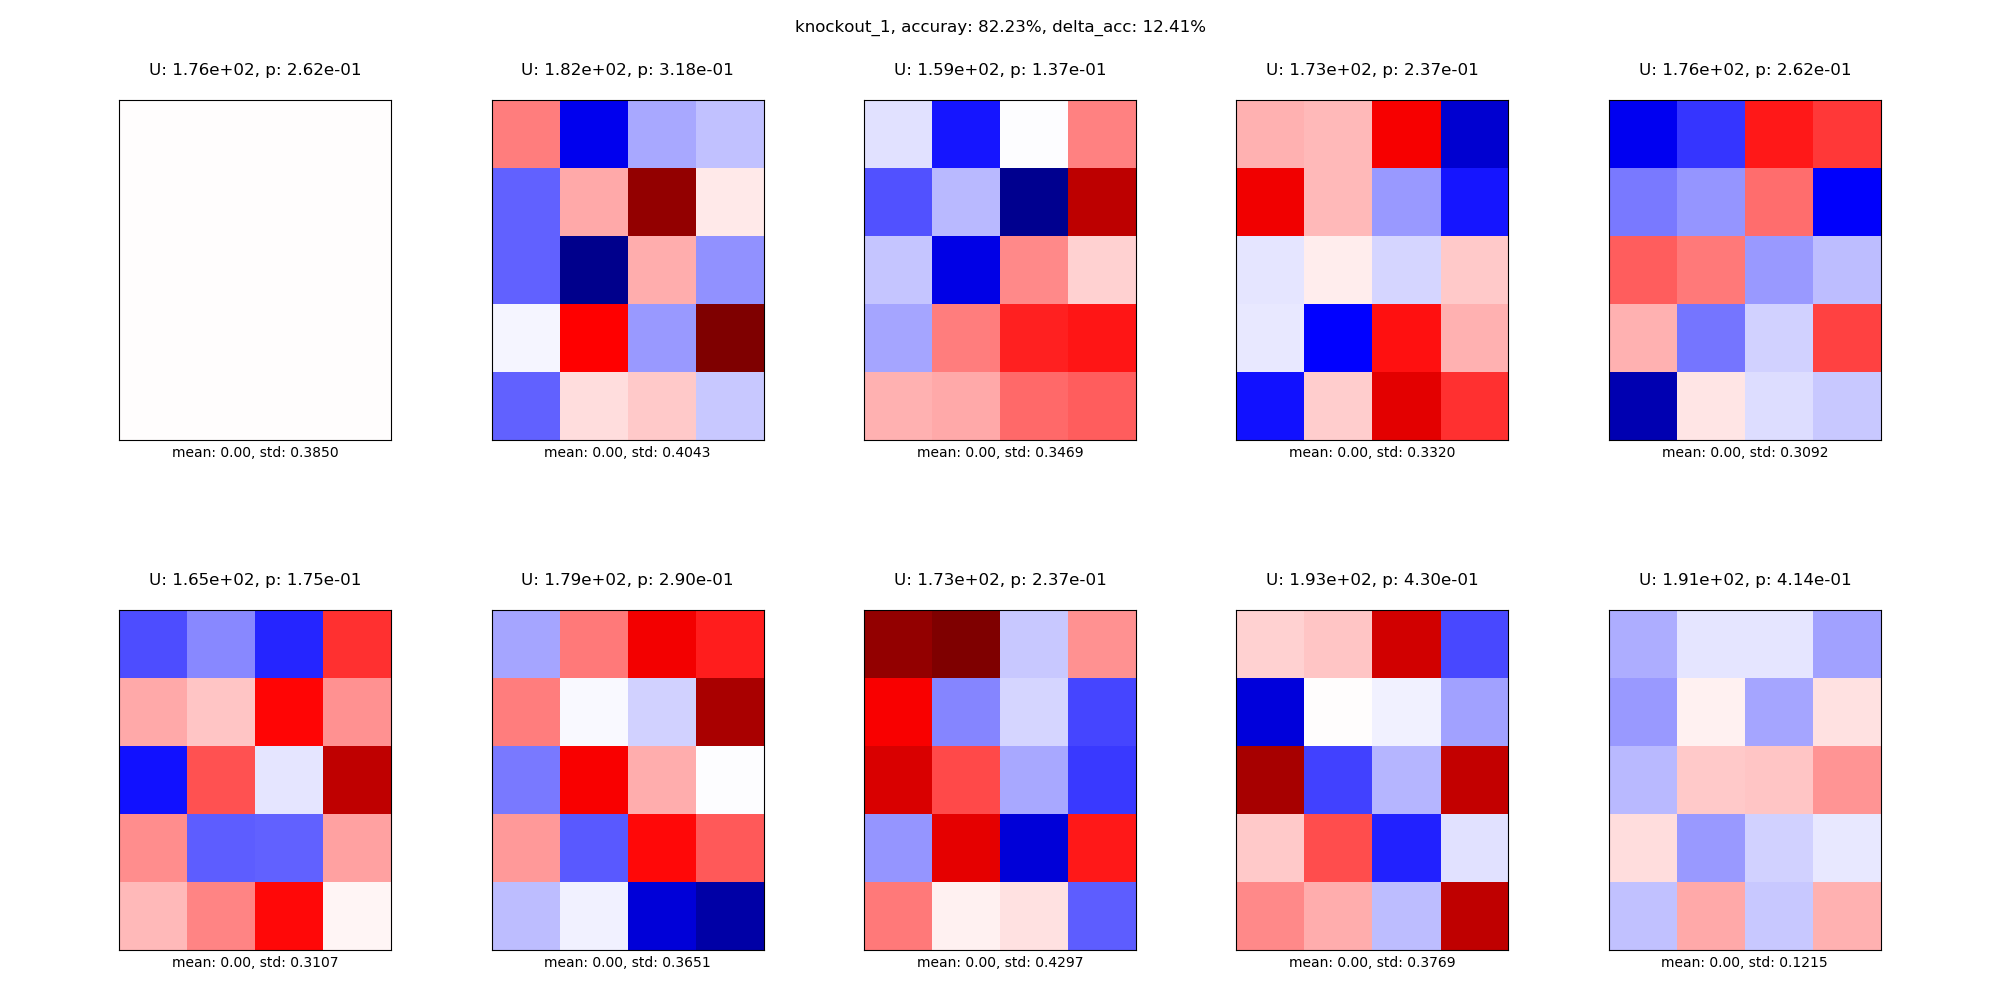 knockout_1, accuray: 82.23%, delta_acc: 12.41%
U: 1.76e+02, p: 2.62e-01
U: 1.82e+02, p: 3.18e-01
U: 1.59e+02, p: 1.37e-01
U: 1.73e+02, p: 2.37e-01
U: 1.76e+02, p: 2.62e-01
mean: 0.00, std: 0.3850
mean: 0.00, std: 0.4043
mean: 0.00, std: 0.3469
mean: 0.00, std: 0.3320
mean: 0.00, std: 0.3092
U: 1.65e+02, p: 1.75e-01
U: 1.79e+02, p: 2.90e-01
U: 1.73e+02, p: 2.37e-01
U: 1.93e+02, p: 4.30e-01
U: 1.91e+02, p: 4.14e-01
mean: 0.00, std: 0.3107
mean: 0.00, std: 0.3651
mean: 0.00, std: 0.4297
mean: 0.00, std: 0.3769
mean: 0.00, std: 0.1215